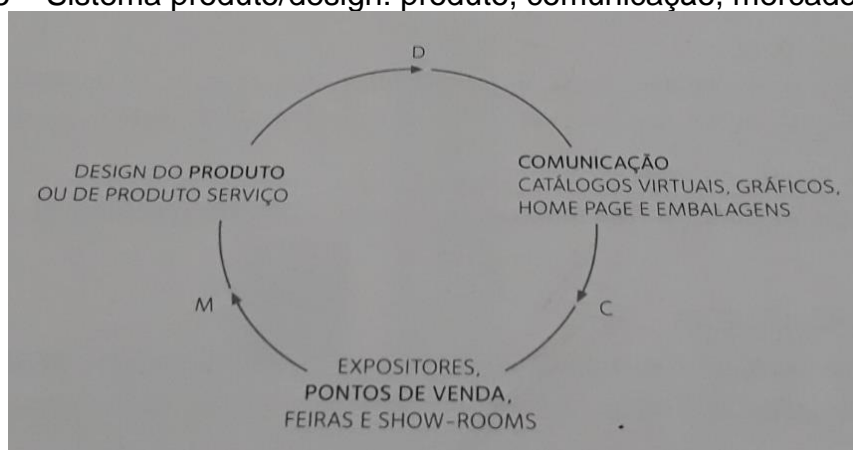 Sistema produto/design: produto, comunicação, mercado
D
DESIGN DO PRODUTO
OU DE PRODUTO SERVIÇO
COMUNICAÇÃO
CATÁLOGOS VIRTUAIS, GRÁFICOS,
HOME PAGE E EMBALAGENS
M
C
EXPOSITORES,
PONTOS DE VENDA,
FEIRAS E SHOW-ROOMS